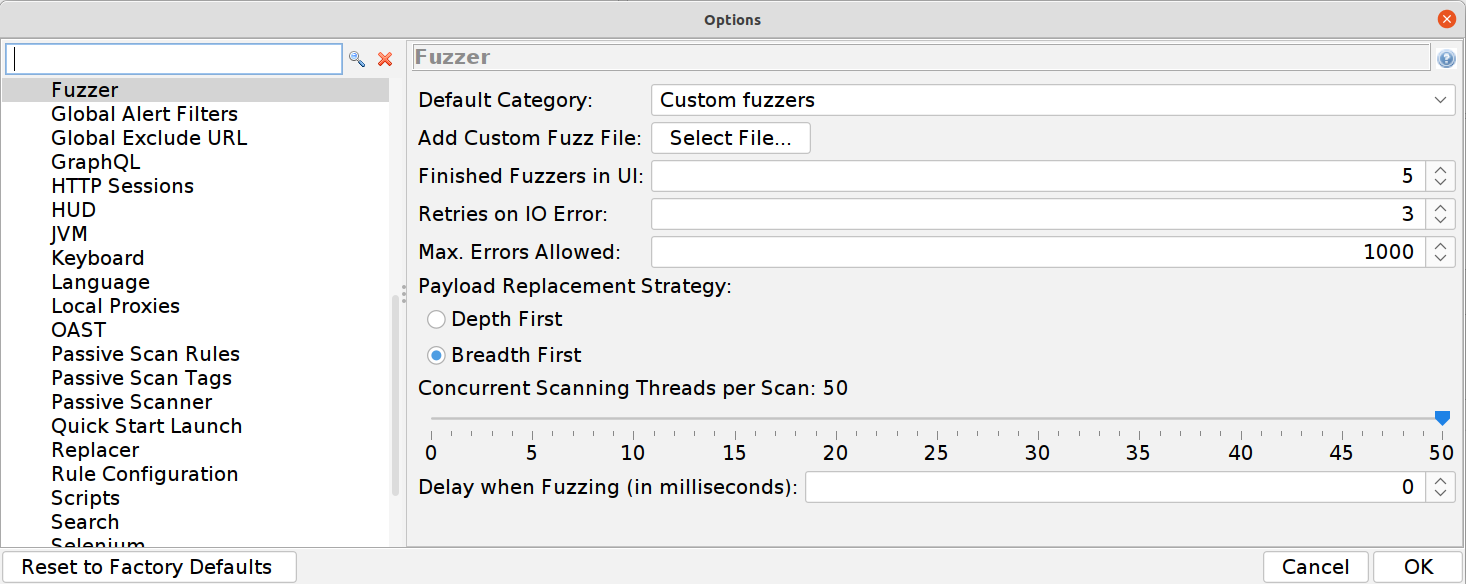 Options
Fuzzer
Global Alert Filters
Global Exclude URL
GraphQL
HTTP Sessions
HUD
JVM
Keyboard
Language
Local Proxies
OAST
Passive Scan Rules
Passive Scan Tags
Passive Scanner
Quick Start Launch
Replacer
Rule Configuration
Scripts
Search
Selenium
Fuzzer
Default Category: Custom fuzzers
Add Custom Fuzz File: Select File...
Finished Fuzzers in UI: 5
Retries on IO Error: 3
Max. Errors Allowed: 1000
Payload Replacement Strategy:
Depth First
Breadth First
Concurrent Scanning Threads per Scan: 50
0 5 10 15 20 25 30 35 40 45 50
Delay when Fuzzing (in milliseconds): 0
Reset to Factory Defaults Cancel OK